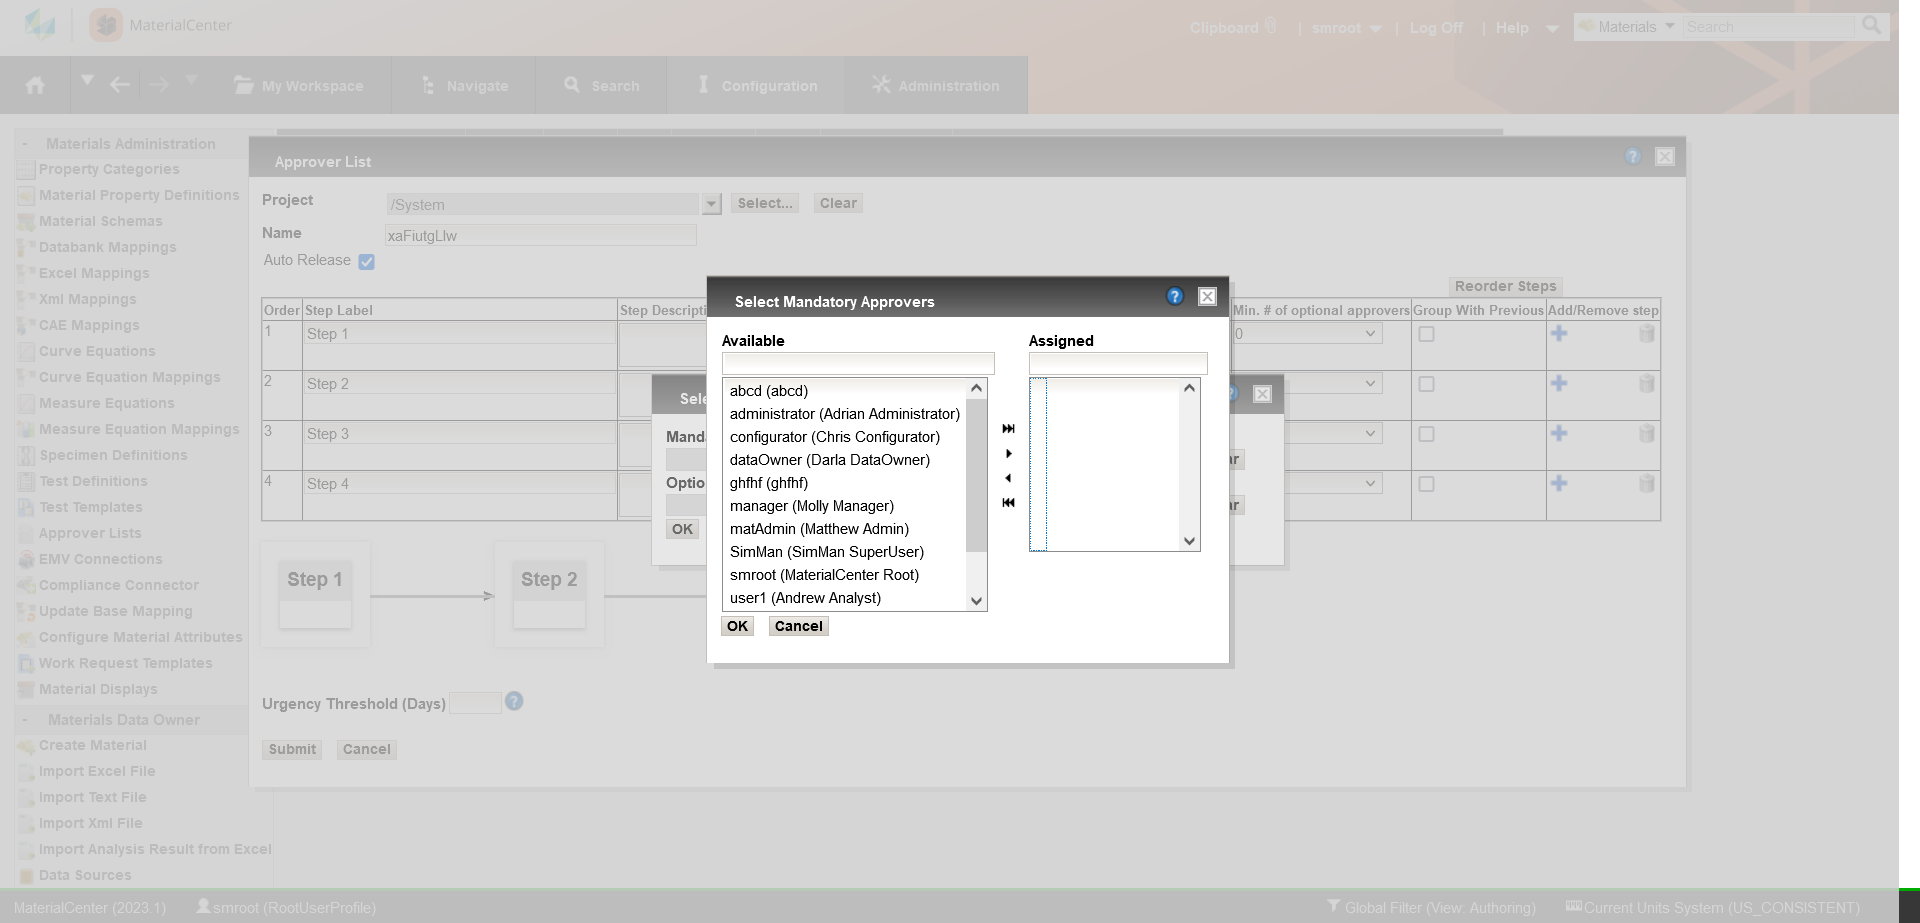 MaterialCenter
Clipboard | smroot | Log Off | Help Materials Search
My Workspace Navigate Search Configuration Administration
- Materials Administration
Property Categories
Material Property Definitions
Material Schemas
Databank Mappings
Excel Mappings
Xml Mappings
CAE Mappings
Curve Equations
Curve Equation Mappings
Measure Equations
Measure Equation Mappings
Specimen Definitions
Test Definitions
Test Templates
Approver Lists
EMV Connections
Compliance Connector
Update Base Mapping
Configure Material Attributes
Work Request Templates
Material Displays
- Materials Data Owner
Create Material
Import Excel File
Import Text File
Import Xml File
Import Analysis Result from Excel
Data Sources
Approver List ?
Project /System Select... Clear
Name xaFiutgLlw
Auto Release
Reorder Steps
Order Step Label Step Descripti Min. # of optional approvers Group With Previous Add/Remove step
1 Step 1 0
2 Step 2
3 Step 3
4 Step 4
Step 1 Step 2
Urgency Threshold (Days) ?
Submit Cancel
Sele
Manda
Optio
OK
Select Mandatory Approvers ?
Available Assigned
abcd (abcd)
administrator (Adrian Administrator)
configurator (Chris Configurator)
dataOwner (Darla DataOwner)
ghfhf (ghfhf)
manager (Molly Manager)
matAdmin (Matthew Admin)
SimMan (SimMan SuperUser)
smroot (MaterialCenter Root)
user1 (Andrew Analyst)
OK Cancel
MaterialCenter (2023.1) smroot (RootUserProfile) Global Filter (View: Authoring) Current Units System (US_CONSISTENT)